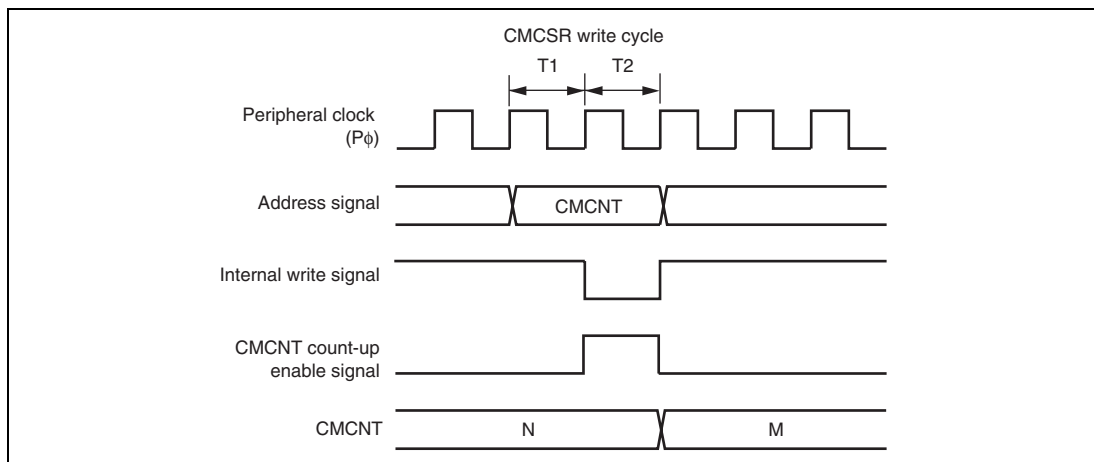 CMCSR write cycle
T1 T2
Peripheral clock
(Pϕ)
Address signal CMCNT
Internal write signal
CMCNT count-up
enable signal
CMCNT N M